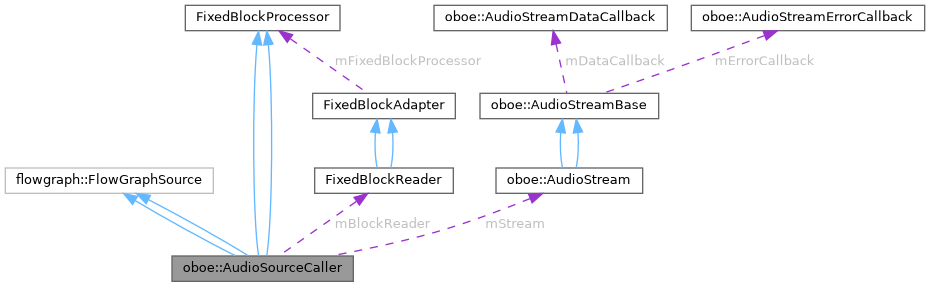 FixedBlockProcessor
oboe::AudioStreamDataCallback
oboe::AudioStreamErrorCallback
mFixedBlockProcessor
mDataCallback
mErrorCallback
FixedBlockAdapter
oboe::AudioStreamBase
flowgraph::FlowGraphSource
FixedBlockReader
oboe::AudioStream
mBlockReader
mStream
oboe::AudioSourceCaller